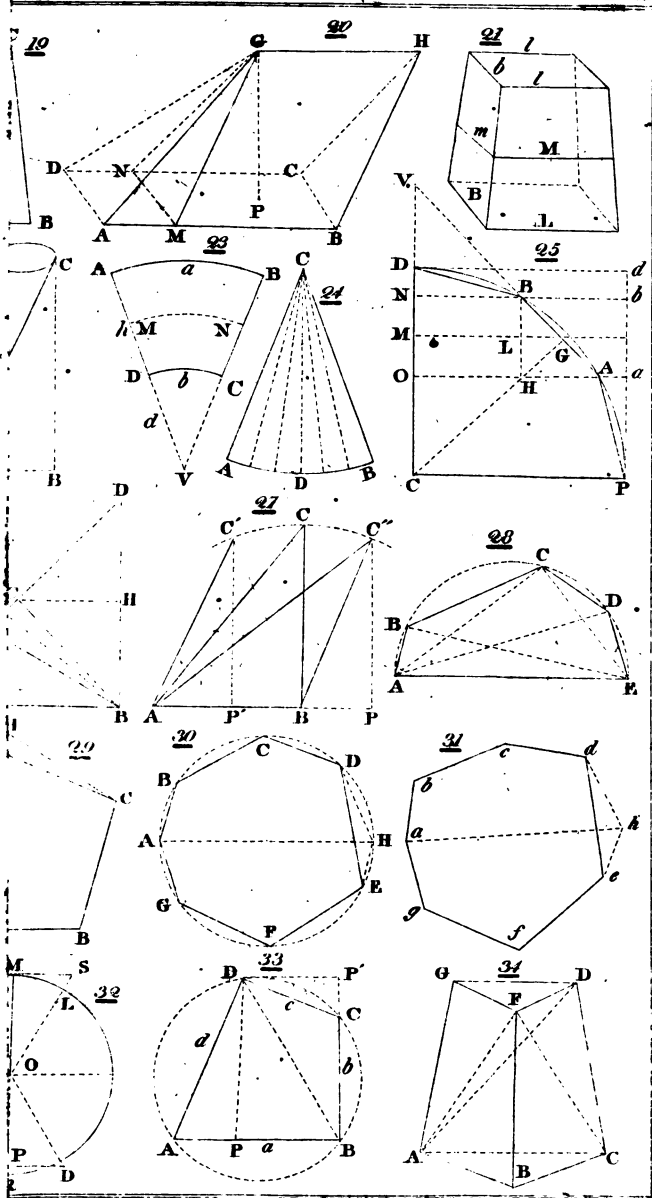 19
B
20
G H
D N C
P
A M B
21
l
b l
m M
B
L
C
B
23
A a B
h M N
D b C
d
V
24
C
A D B
25
V
D d
N B b
M L G
O H A a
C P
D
H
B
27
C′ C C″
A P′ B P
28
C
B D
A E
29
C
B
30
C
B D
A H
G E
F
31
c d
b
a h
g e
f
32
M S
L
O
P D
33
D P′
c C
d b
A P a B
34
G D
F
A C
B